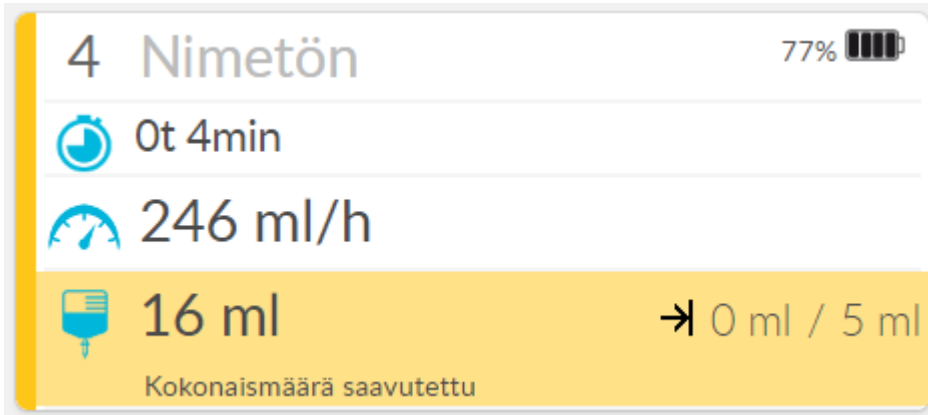 4 Nimetön 77%
0t 4min
246 ml/h
16 ml 0 ml / 5 ml
Kokonaismäärä saavutettu